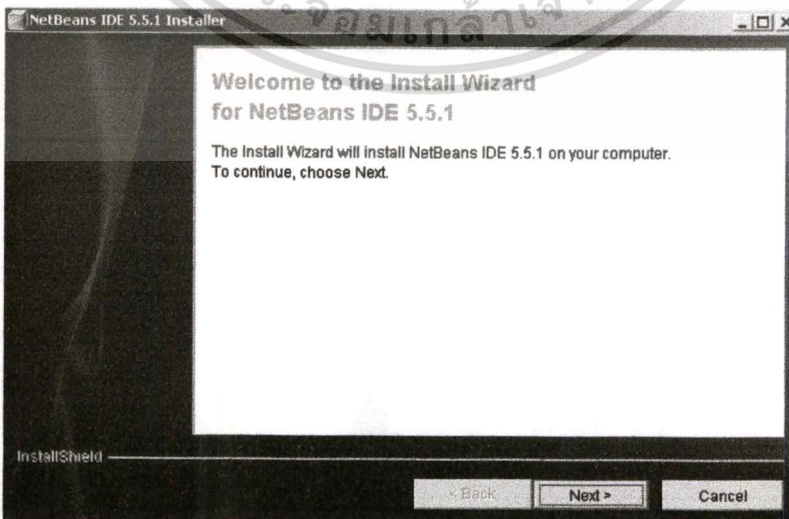 NetBeans IDE 5.5.1 Installer
Welcome to the Install Wizard
for NetBeans IDE 5.5.1
The Install Wizard will install NetBeans IDE 5.5.1 on your computer.
To continue, choose Next.
InstallShield
< Back
Next >
Cancel